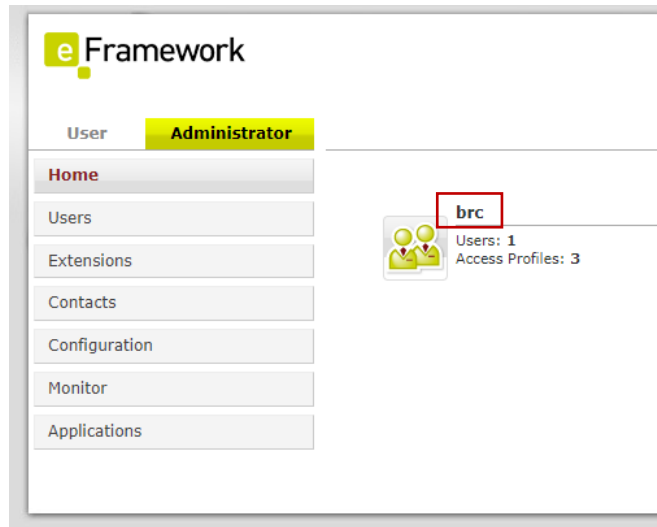 eFramework
User Administrator
Home
Users
Extensions
Contacts
Configuration
Monitor
Applications
brc
Users: 1
Access Profiles: 3